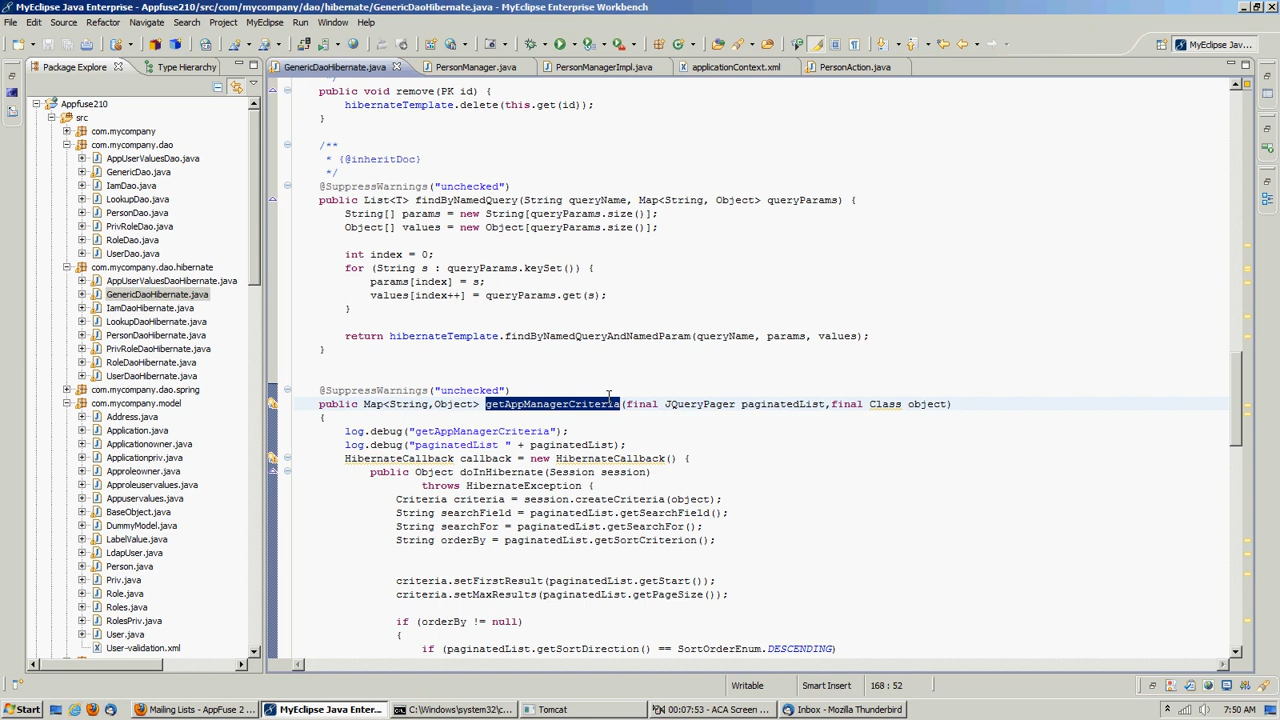 MyEclipse Java Enterprise - Appfuse210/src/com/mycompany/dao/hibernate/GenericDaoHibernate.java - MyEclipse Enterprise Workbench
File Edit Source Refactor Navigate Search Project MyEclipse Run Window Help
MyEclipse Jav...
Package Explore Type Hierarchy
Appfuse210
src
com.mycompany
com.mycompany.dao
AppUserValuesDao.java
GenericDao.java
IamDao.java
LookupDao.java
PersonDao.java
PrivRoleDao.java
RoleDao.java
UserDao.java
com.mycompany.dao.hibernate
AppUserValuesDaoHibernate.java
GenericDaoHibernate.java
IamDaoHibernate.java
LookupDaoHibernate.java
PersonDaoHibernate.java
PrivRoleDaoHibernate.java
RoleDaoHibernate.java
UserDaoHibernate.java
com.mycompany.dao.spring
com.mycompany.model
Address.java
Application.java
Applicationowner.java
Applicationpriv.java
Approleowner.java
Approleuservalues.java
Appuservalues.java
BaseObject.java
DummyModel.java
LabelValue.java
LdapUser.java
Person.java
Priv.java
Role.java
Roles.java
RolesPriv.java
User.java
User-validation.xml
GenericDaoHibernate.java PersonManager.java PersonManagerImpl.java applicationContext.xml PersonAction.java
*/
public void remove(PK id) {
hibernateTemplate.delete(this.get(id));
}
/**
* {@inheritDoc}
*/
@SuppressWarnings("unchecked")
public List<T> findByNamedQuery(String queryName, Map<String, Object> queryParams) {
String[] params = new String[queryParams.size()];
Object[] values = new Object[queryParams.size()];
int index = 0;
for (String s : queryParams.keySet()) {
params[index] = s;
values[index++] = queryParams.get(s);
}
return hibernateTemplate.findByNamedQueryAndNamedParam(queryName, params, values);
}
@SuppressWarnings("unchecked")
public Map<String,Object> getAppManagerCriteria(final JQueryPager paginatedList,final Class object)
{
log.debug("getAppManagerCriteria");
log.debug("paginatedList " + paginatedList);
HibernateCallback callback = new HibernateCallback() {
public Object doInHibernate(Session session)
throws HibernateException {
Criteria criteria = session.createCriteria(object);
String searchField = paginatedList.getSearchField();
String searchFor = paginatedList.getSearchFor();
String orderBy = paginatedList.getSortCriterion();
criteria.setFirstResult(paginatedList.getStart());
criteria.setMaxResults(paginatedList.getPageSize());
if (orderBy != null)
{
if (paginatedList.getSortDirection() == SortOrderEnum.DESCENDING)
Writable Smart Insert 168 : 52
Start Mailing Lists - AppFuse 2 ... MyEclipse Java Enter... C:\Windows\system32\c... Tomcat 00:07:53 - ACA Screen ... Inbox - Mozilla Thunderbird 7:50 AM